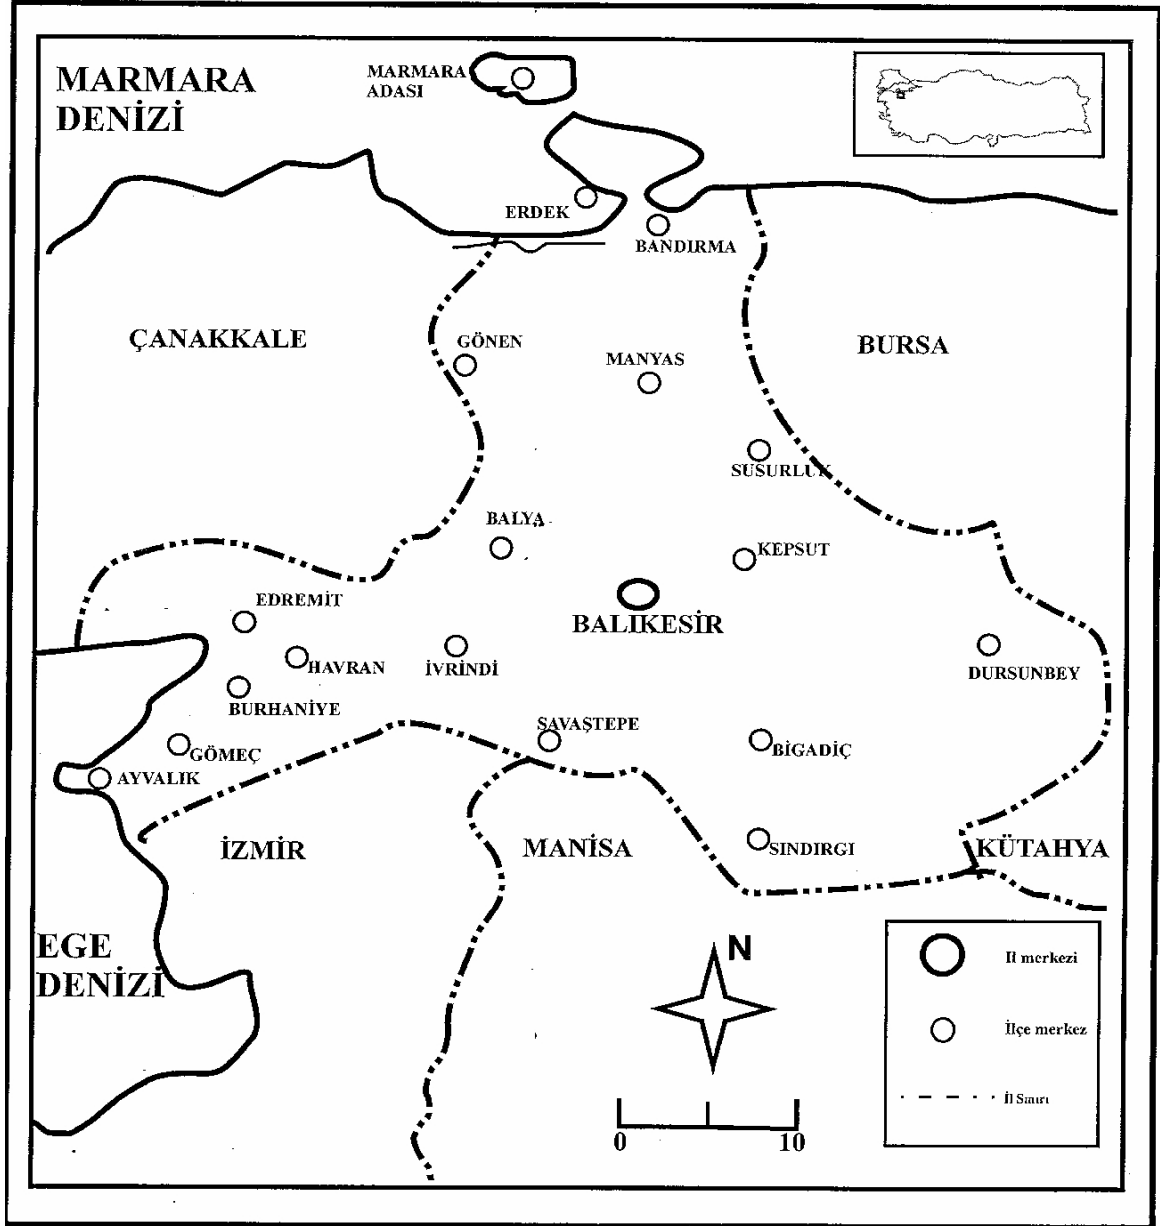 MARMARA
DENİZİ
MARMARA
ADASI
ERDEK
BANDIRMA
ÇANAKKALE
GÖNEN
MANYAS
BURSA
SUSURLUK
BALYA
KEPSUT
EDREMİT
BALIKESİR
HAVRAN
İVRİNDİ
DURSUNBEY
BURHANİYE
SAVAŞTEPE
GÖMEÇ
BİGADİÇ
AYVALIK
İZMİR
MANİSA
SINDIRGI
KÜTAHYA
EGE
DENİZİ
N
İl merkezi
İlçe merkez
İl Sınırı
0 10